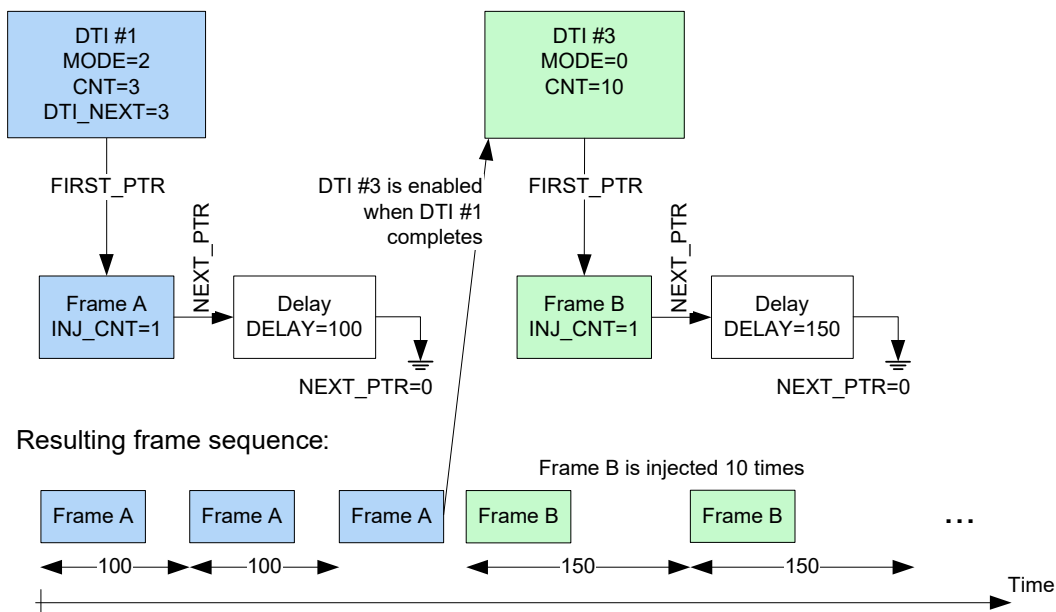 DTI #1
MODE=2
CNT=3
DTI_NEXT=3
DTI #3
MODE=0
CNT=10
FIRST_PTR
NEXT_PTR
DTI #3 is enabled
when DTI #1
completes
FIRST_PTR
NEXT_PTR
Frame A
INJ_CNT=1
Delay
DELAY=100
NEXT_PTR=0
Frame B
INJ_CNT=1
Delay
DELAY=150
NEXT_PTR=0
Resulting frame sequence:
Frame B is injected 10 times
Frame A
Frame A
Frame A
Frame B
Frame B
...
100
100
150
150
Time